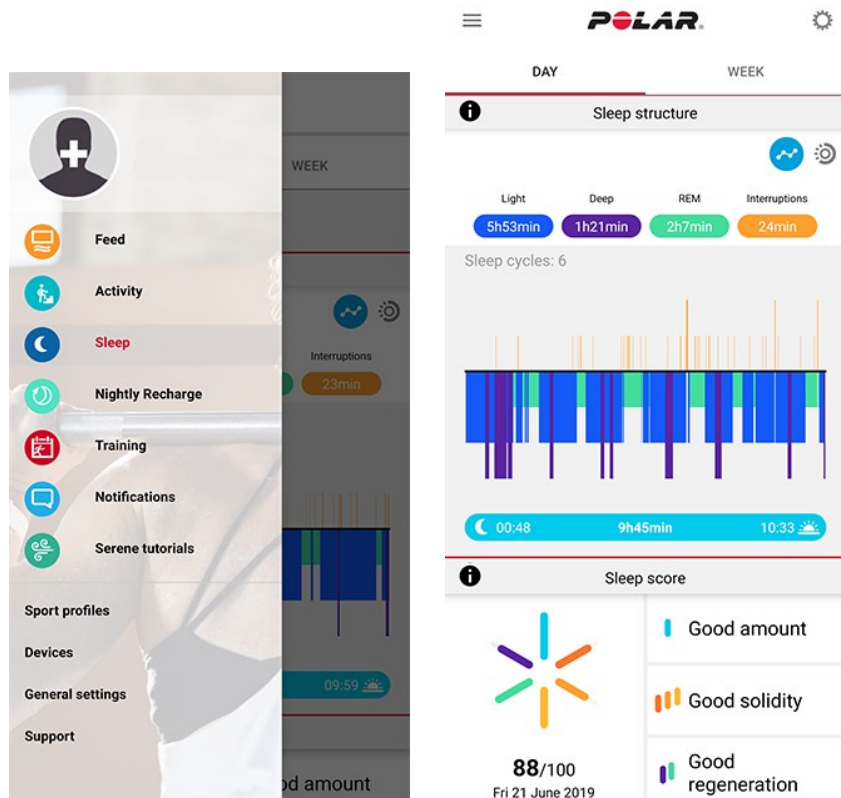 WEEK
Feed
Activity
Sleep
Interruptions
Nightly Recharge
23min
Training
Notifications
Serene tutorials
Sport profiles
Devices
09:59
General settings
Support
od amount
POLAR.
DAY
WEEK
Sleep structure
Light
Deep
REM
Interruptions
5h53min
1h21min
2h7min
24min
Sleep cycles: 6
00:48
9h45min
10:33
Sleep score
Good amount
Good solidity
Good
regeneration
88/100
Fri 21 June 2019